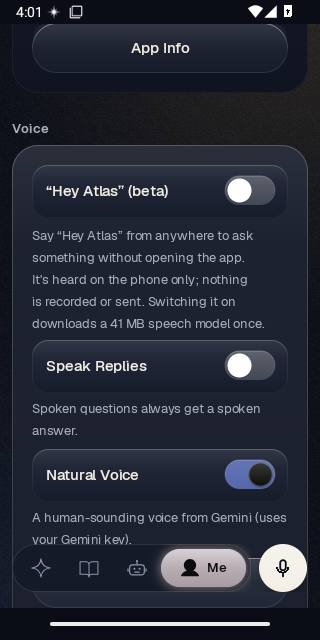 4:01
App Info
Voice
“Hey Atlas” (beta)
Say “Hey Atlas” from anywhere to ask
something without opening the app.
It's heard on the phone only; nothing
is recorded or sent. Switching it on
downloads a 41 MB speech model once.
Speak Replies
Spoken questions always get a spoken
answer.
Natural Voice
A human-sounding voice from Gemini (uses
your Gemini key).
Me